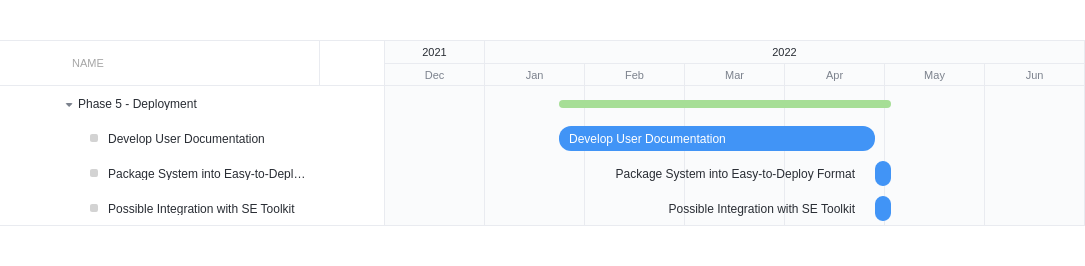 NAME
2021
2022
Dec
Jan
Feb
Mar
Apr
May
Jun
Phase 5 - Deployment
Develop User Documentation
Develop User Documentation
Package System into Easy-to-Depl…
Package System into Easy-to-Deploy Format
Possible Integration with SE Toolkit
Possible Integration with SE Toolkit